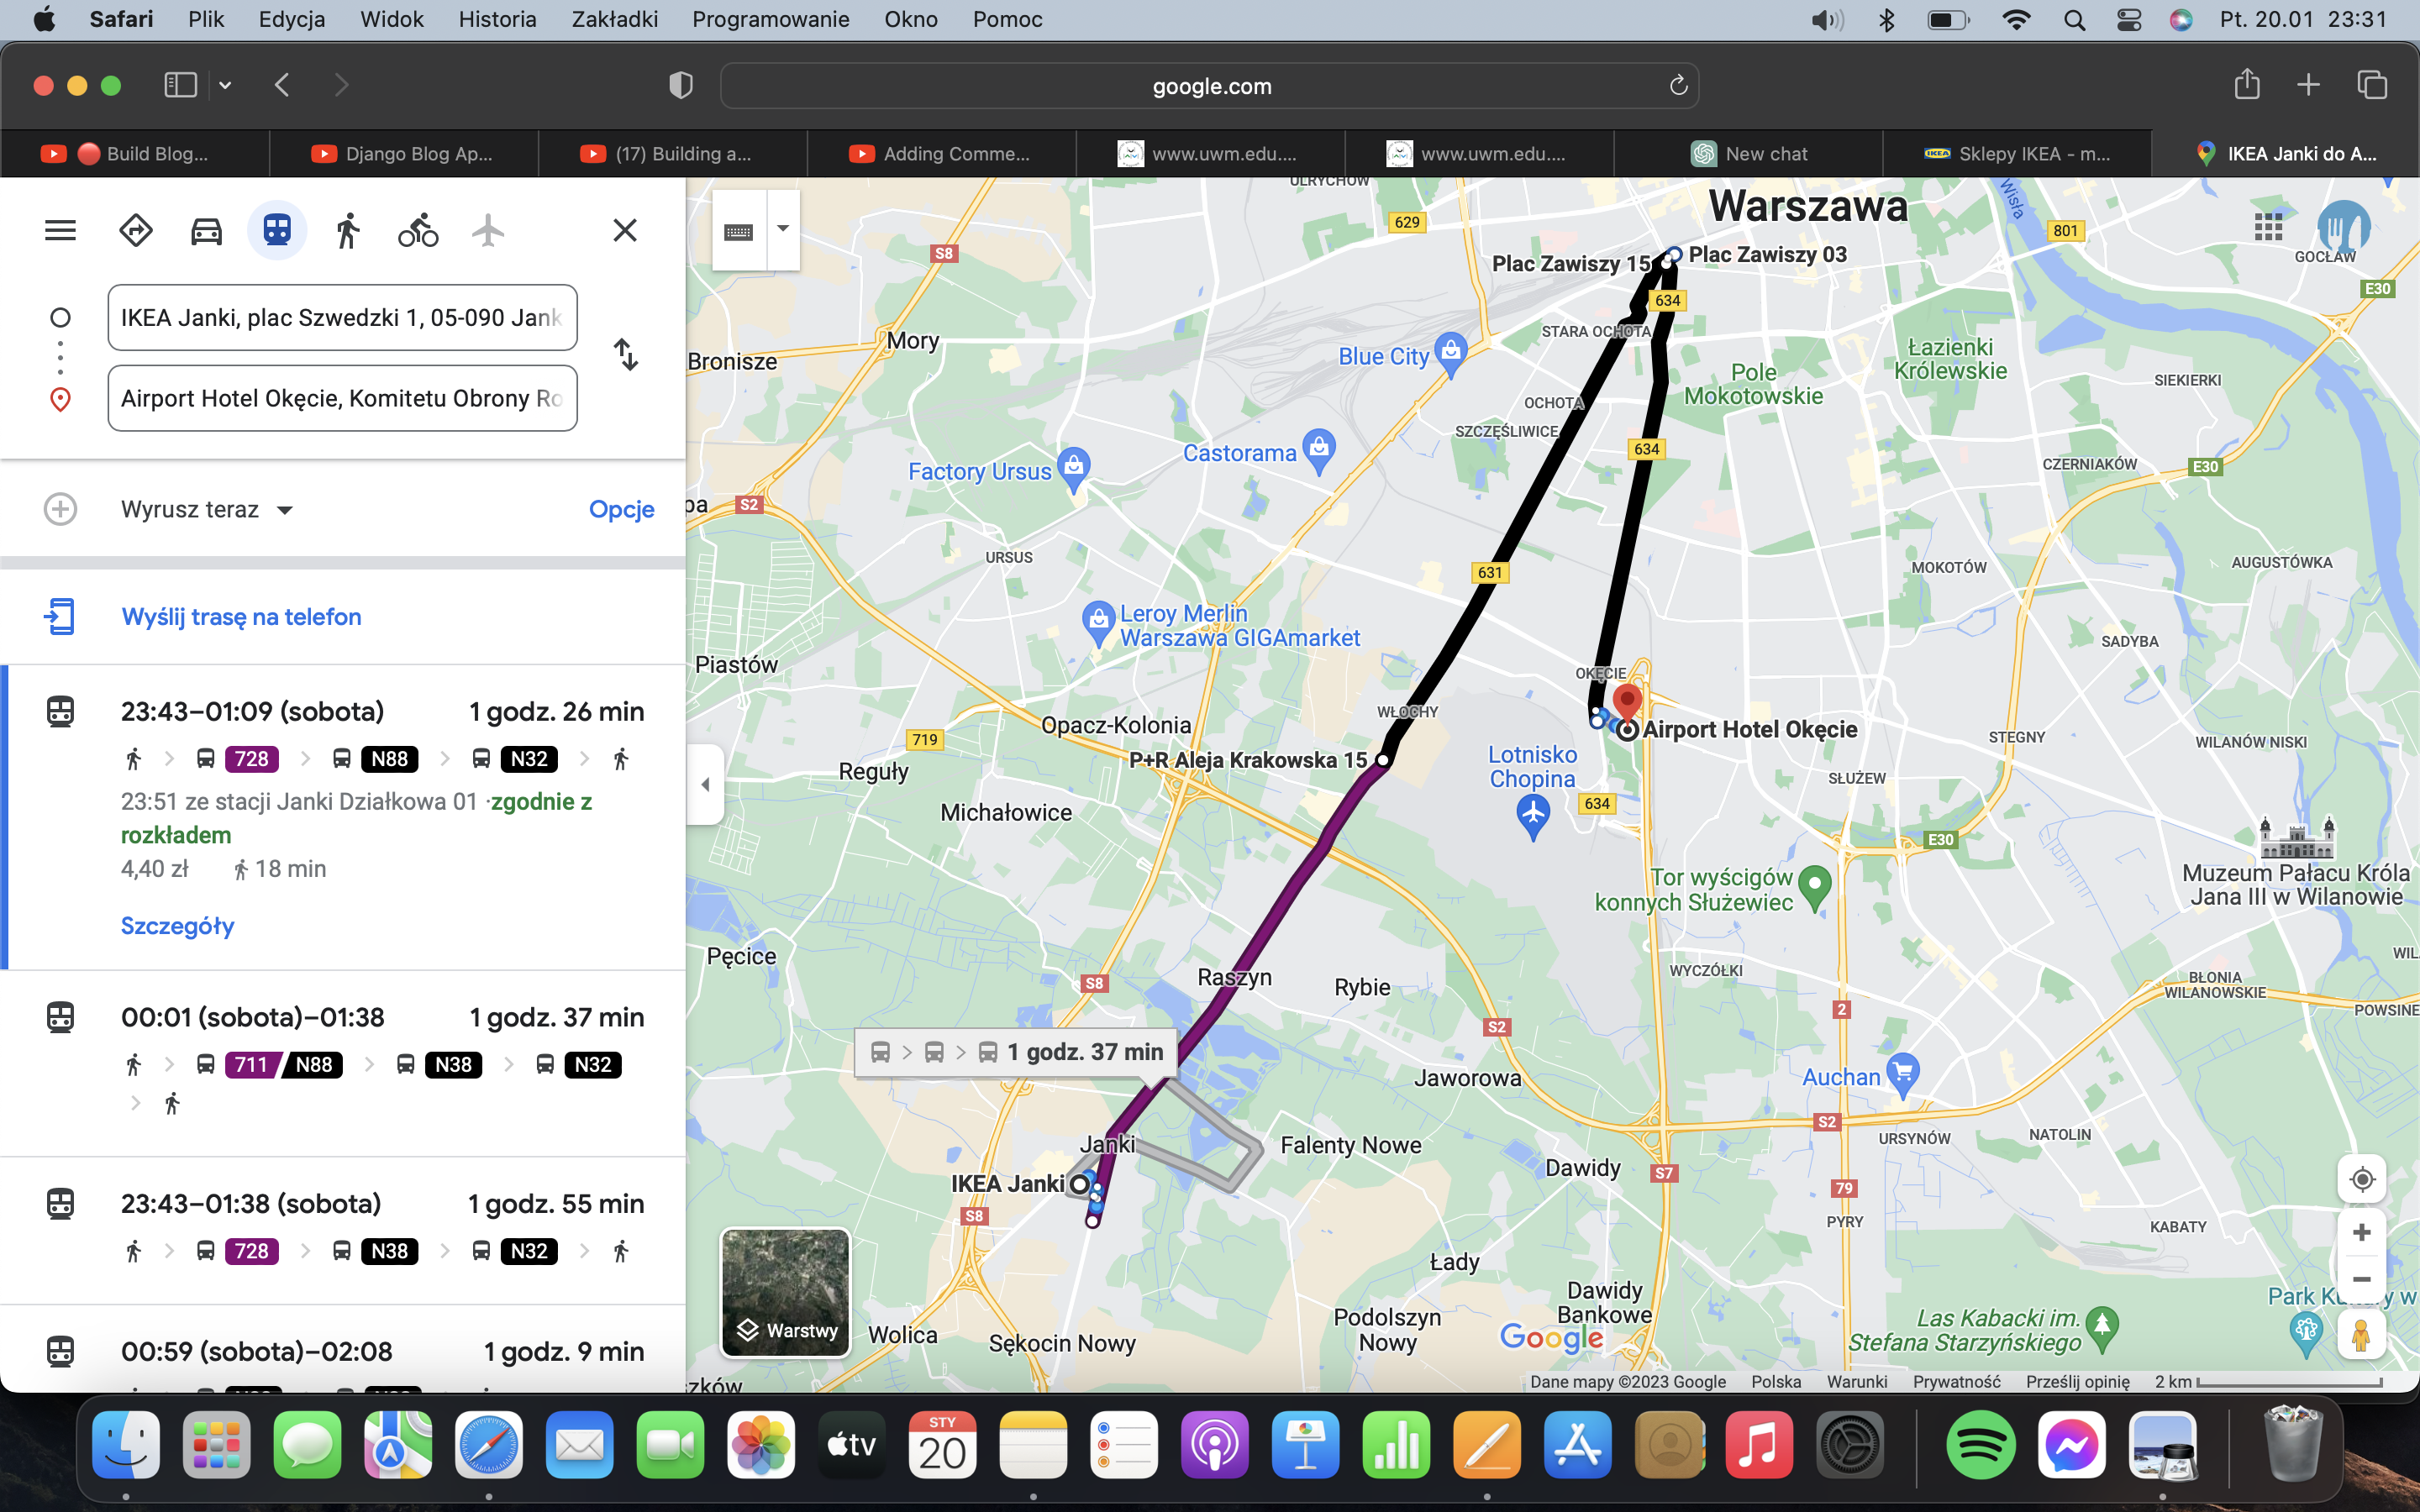 Safari Plik Edycja Widok Historia Zakładki Programowanie Okno Pomoc Pt. 20.01 23:31
google.com
Build Blog...
Django Blog Ap...
(17) Building a...
Adding Comme...
www.uwm.edu....
www.uwm.edu....
New chat
IKEA
Sklepy IKEA - m...
IKEA Janki do A...
IKEA Janki, plac Szwedzki 1, 05-090 Jank
Airport Hotel Okęcie, Komitetu Obrony Ro
Wyrusz teraz
Opcje
Wyślij trasę na telefon
23:43–01:09 (sobota) 1 godz. 26 min
728 N88 N32
23:51 ze stacji Janki Działkowa 01 ·zgodnie z
rozkładem
4,40 zł 18 min
Szczegóły
00:01 (sobota)–01:38 1 godz. 37 min
711 N88 N38 N32
23:43–01:38 (sobota) 1 godz. 55 min
728 N38 N32
00:59 (sobota)–02:08 1 godz. 9 min
ULRYCHÓW
Warszawa
Wisła
629
801
S8
Plac Zawiszy 15
Plac Zawiszy 03
GOCŁAW
E30
634
STARA OCHOTA
Mory
Bronisze
Blue City
Łazienki
Królewskie
Pole
Mokotowskie
SIEKIERKI
OCHOTA
SZCZĘŚLIWICE
634
Castorama
Factory Ursus
CZERNIAKÓW
E30
pa
S2
URSUS
631
MOKOTÓW
AUGUSTÓWKA
Leroy Merlin
Warszawa GIGAmarket
SADYBA
Piastów
OKĘCIE
WŁOCHY
Opacz-Kolonia
719
Airport Hotel Okęcie
STEGNY
WILANÓW NISKI
P+R Aleja Krakowska 15
Lotnisko
Chopina
Reguły
SŁUŻEW
634
Michałowice
E30
Muzeum Pałacu Króla
Jana III w Wilanowie
Tor wyścigów
konnych Służewiec
Pęcice
WIL
Raszyn
Rybie
WYCZÓŁKI
BŁONIA
WILANOWSKIE
S8
POWSINE
2
S2
1 godz. 37 min
Jaworowa
Auchan
S2
URSYNÓW
NATOLIN
Janki
Falenty Nowe
Dawidy
S7
IKEA Janki
79
S8
PYRY
KABATY
Łady
Dawidy
Bankowe
Park Ku
y w
Podolszyn
Nowy
Las Kabacki im.
Stefana Starzyńskiego
Warstwy
Wolica
Sękocin Nowy
Google
zków
Dane mapy ©2023 Google Polska Warunki Prywatność Prześlij opinię 2 km
tv
STY
20